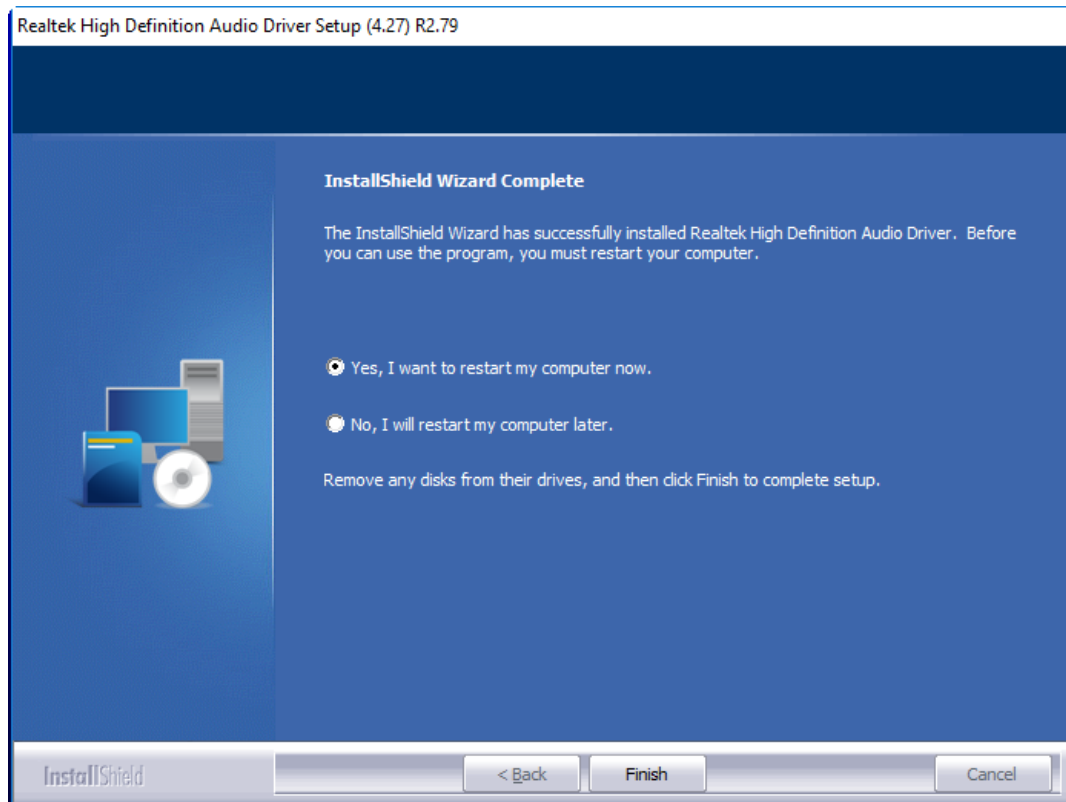 Realtek High Definition Audio Driver Setup (4.27) R2.79
InstallShield Wizard Complete
The InstallShield Wizard has successfully installed Realtek High Definition Audio Driver. Before
you can use the program, you must restart your computer.
Yes, I want to restart my computer now.
No, I will restart my computer later.
Remove any disks from their drives, and then click Finish to complete setup.
InstallShield
< Back
Finish
Cancel